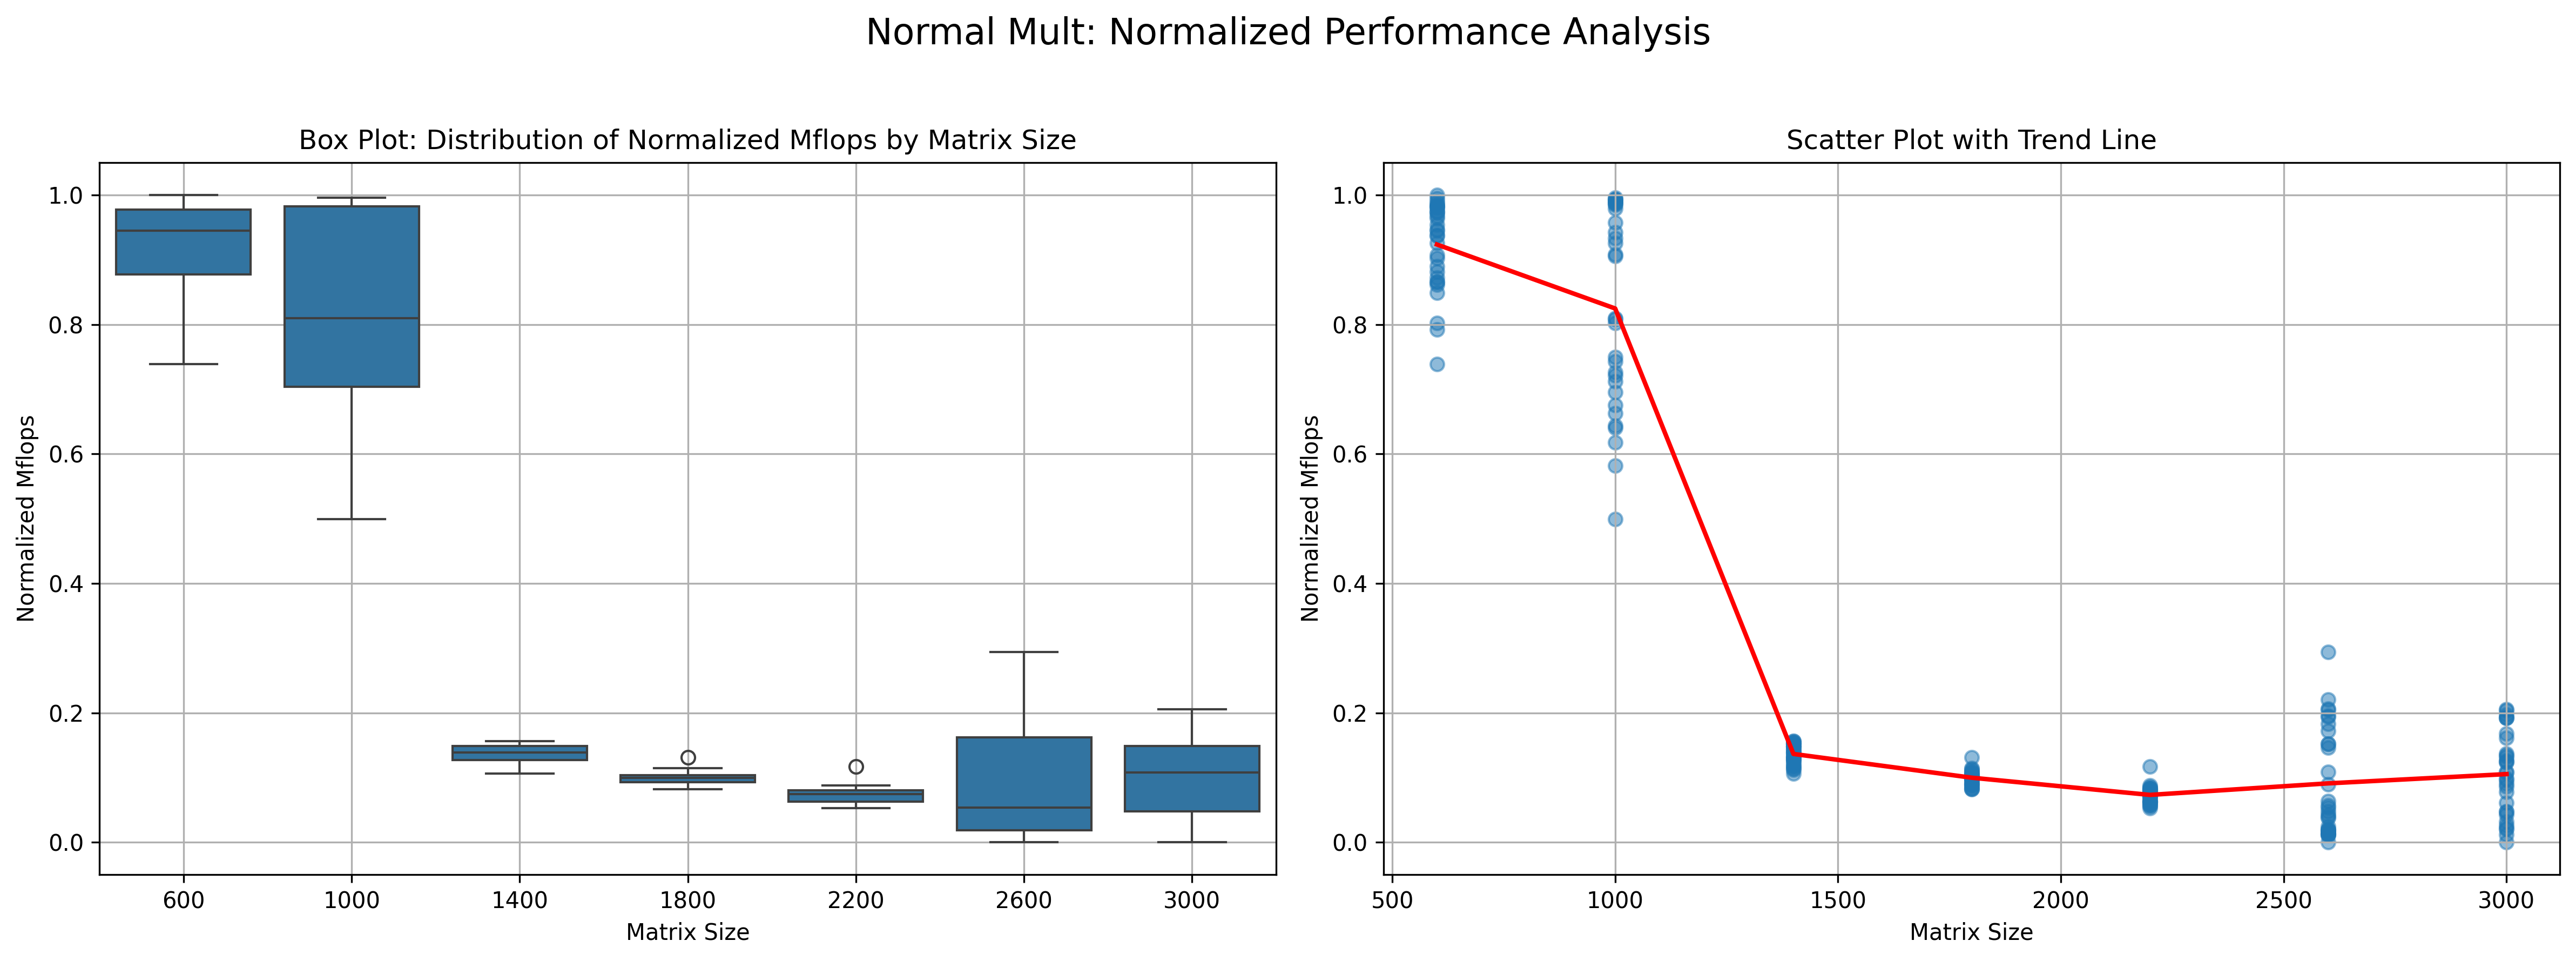 Normal Mult: Normalized Performance Analysis
Box Plot: Distribution of Normalized Mflops by Matrix Size
Normalized Mflops
1.0
0.8
0.6
0.4
0.2
0.0
600 1000 1400 1800 2200 2600 3000
Matrix Size
Scatter Plot with Trend Line
Normalized Mflops
1.0
0.8
0.6
0.4
0.2
0.0
500 1000 1500 2000 2500 3000
Matrix Size